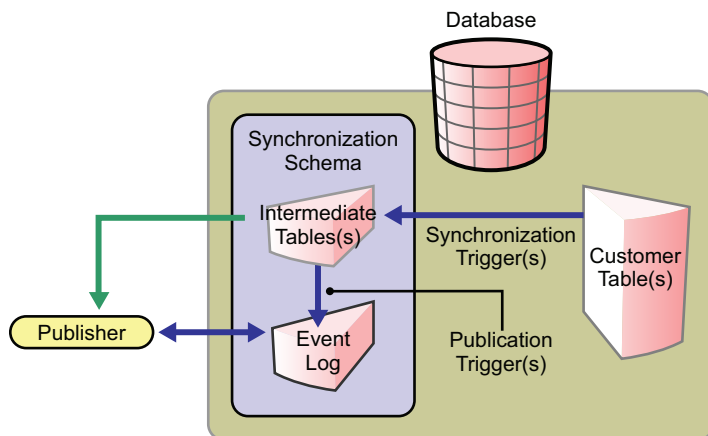 Database
Synchronization
Schema
Intermediate
Tables(s)
Synchronization
Trigger(s)
Customer
Table(s)
Publisher
Event
Log
Publication
Trigger(s)